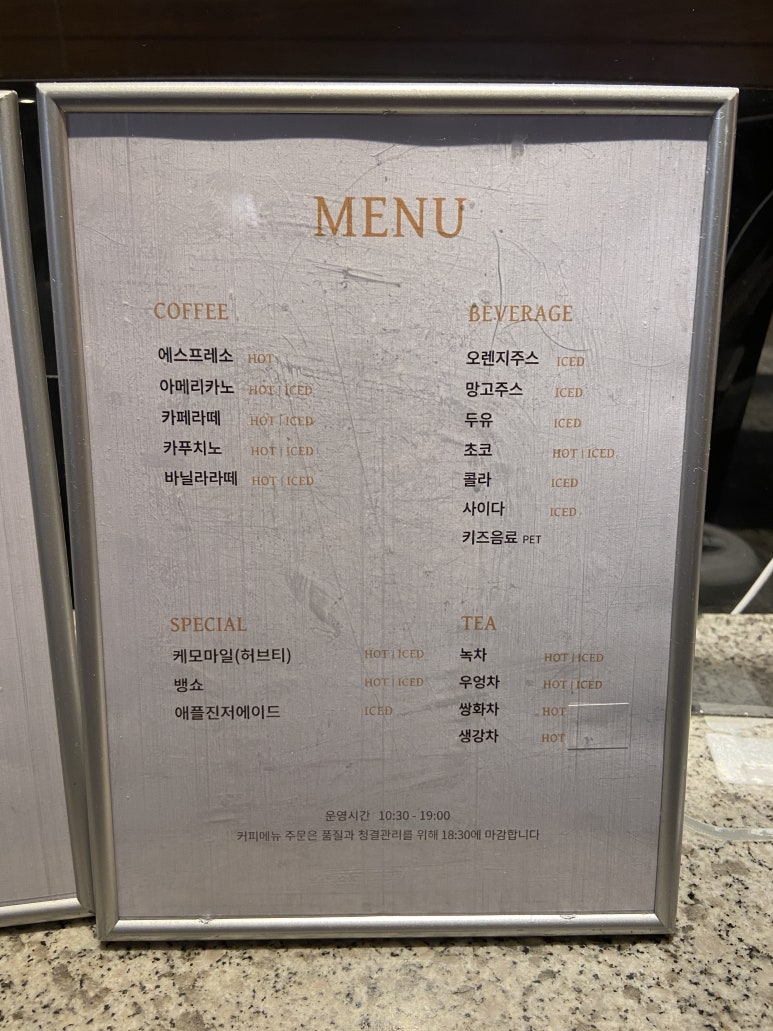 MENU
COFFEE
에스프레소 HOT
아메리카노 HOT | ICED
카페라떼 HOT | ICED
카푸치노 HOT | ICED
바닐라라떼 HOT | ICED
BEVERAGE
오렌지주스 ICED
망고주스 ICED
두유 ICED
초코 HOT | ICED
콜라 ICED
사이다 ICED
키즈음료 PET
SPECIAL
케모마일(허브티) HOT | ICED
뱅쇼 HOT | ICED
애플진저에이드 ICED
TEA
녹차 HOT | ICED
우엉차 HOT | ICED
쌍화차 HOT
생강차 HOT
운영시간 10:30 - 19:00
커피메뉴 주문은 품질과 청결관리를 위해 18:30에 마감합니다